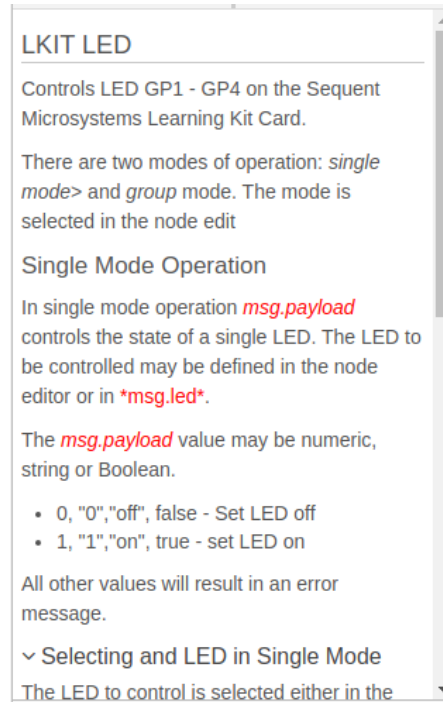 LKIT LED
Controls LED GP1 - GP4 on the Sequent
Microsystems Learning Kit Card.
There are two modes of operation: single
mode> and group mode. The mode is
selected in the node edit
Single Mode Operation
In single mode operation msg.payload
controls the state of a single LED. The LED to
be controlled may be defined in the node
editor or in *msg.led*.
The msg.payload value may be numeric,
string or Boolean.
• 0, "0","off", false - Set LED off
• 1, "1","on", true - set LED on
All other values will result in an error
message.
Selecting and LED in Single Mode
The LED to control is selected either in the